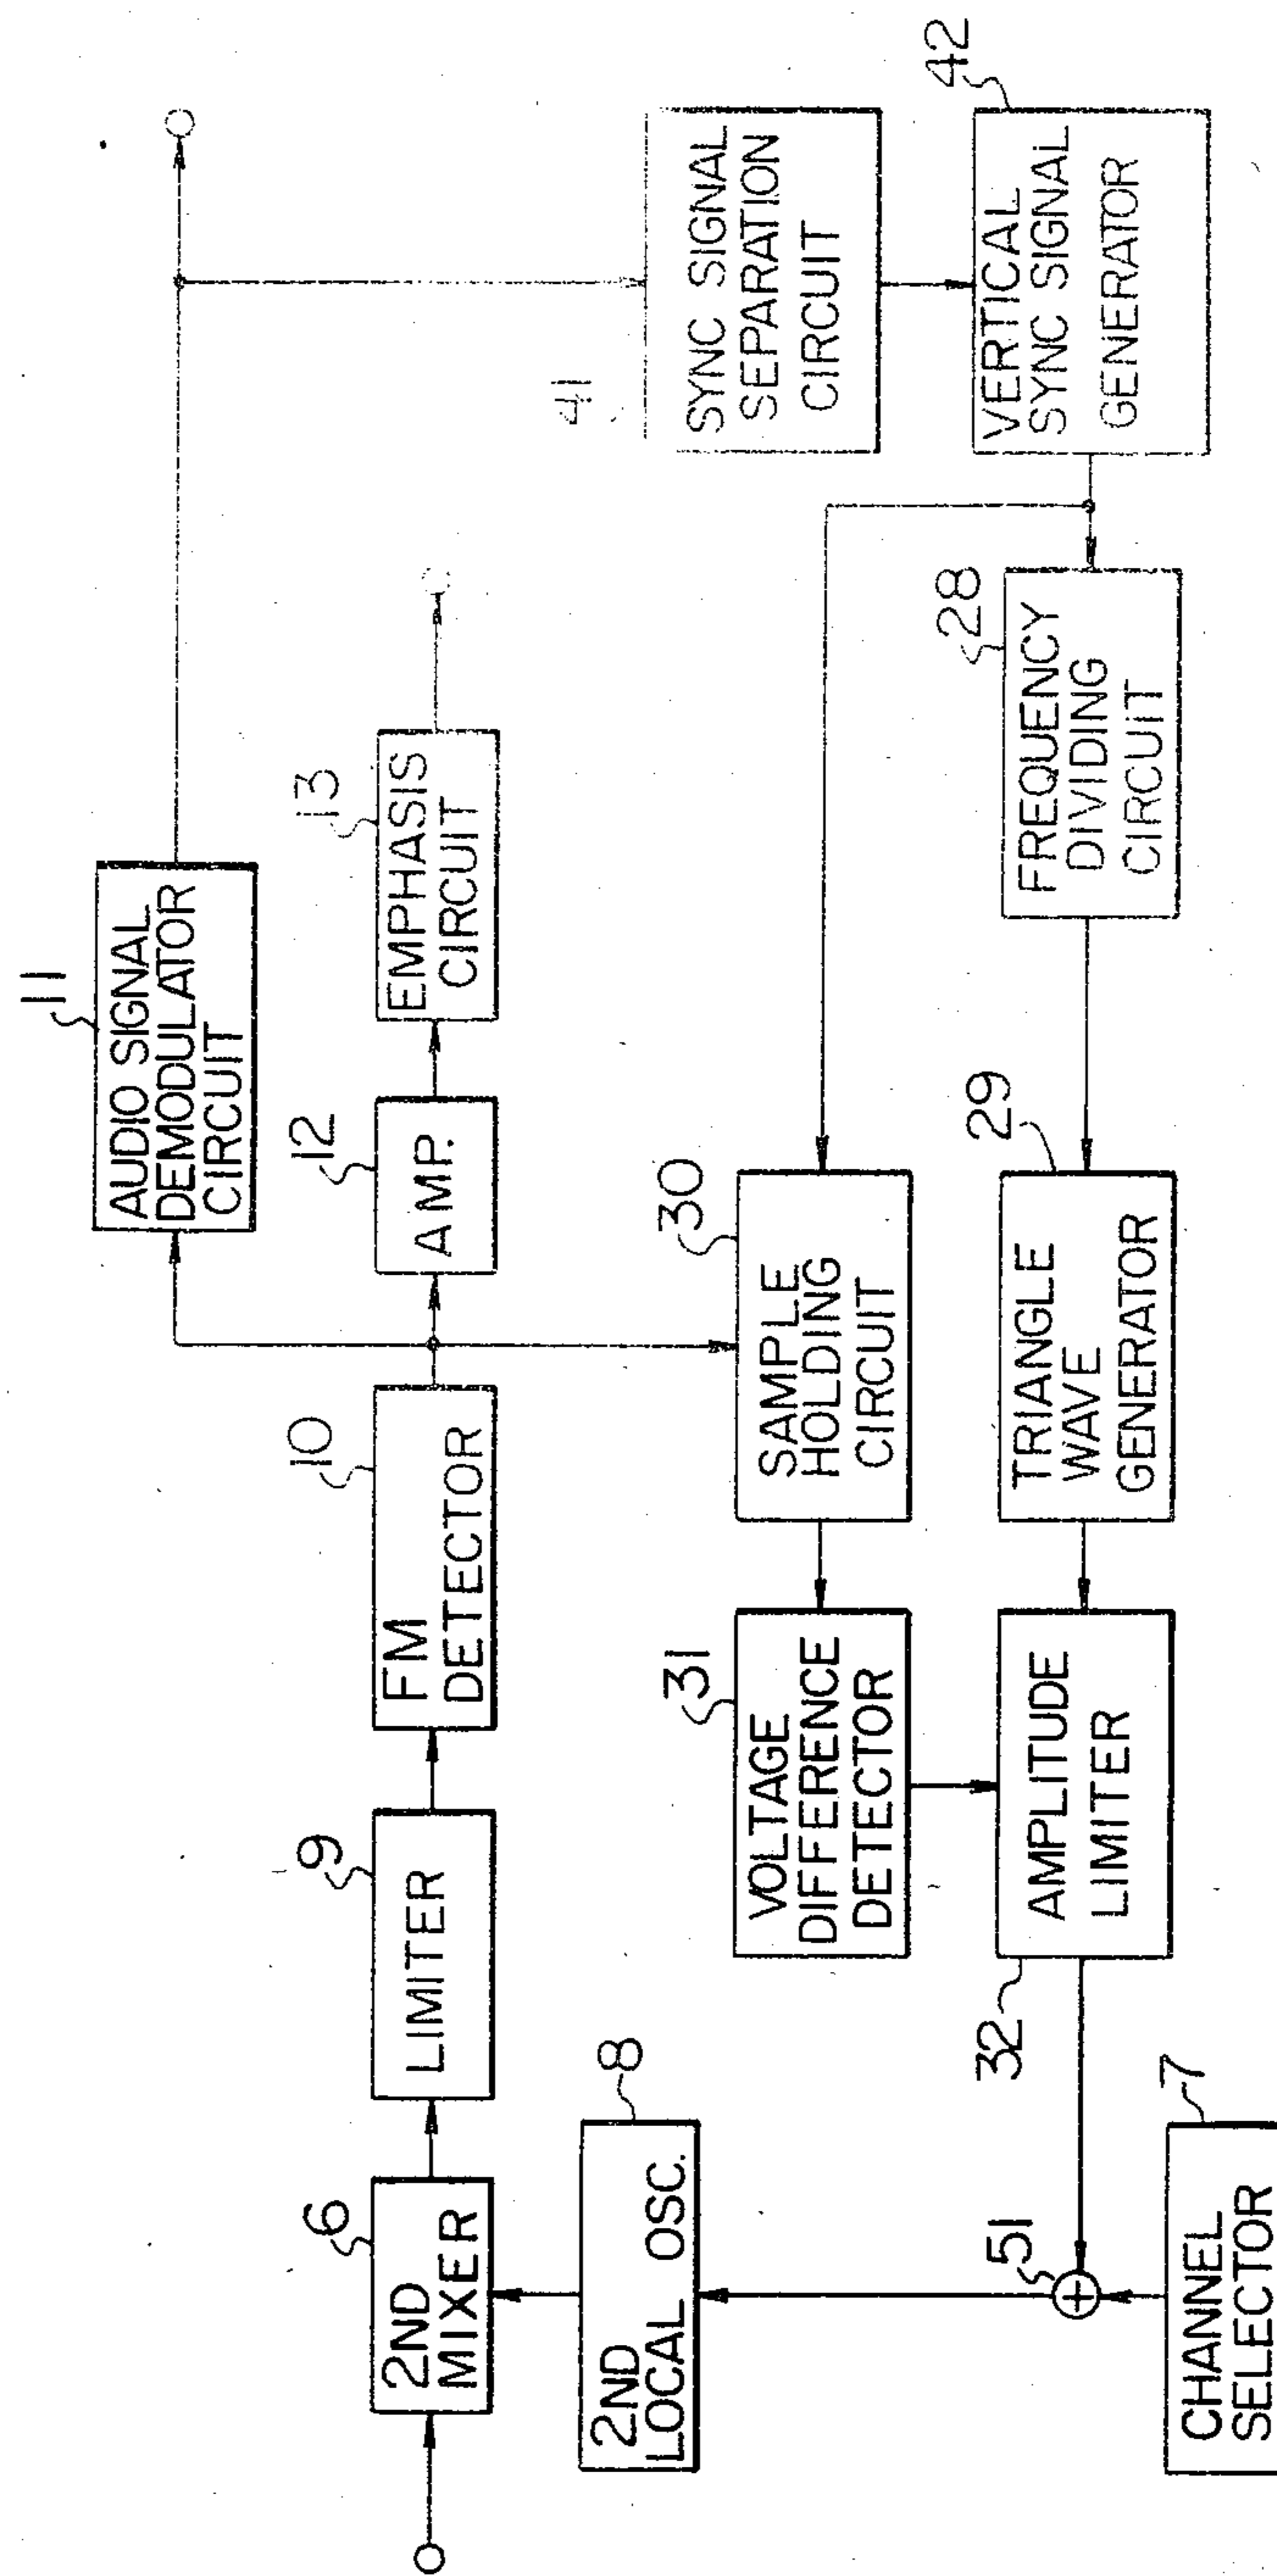 11
AUDIO SIGNAL
DEMODULATOR
CIRCUIT
6
2ND
MIXER
9
LIMITER
10
FM
DETECTOR
12
AMP.
13
EMPHASIS
CIRCUIT
8
2ND
LOCAL OSC.
31
VOLTAGE
DIFFERENCE
DETECTOR
30
SAMPLE
HOLDING
CIRCUIT
41
SYNC SIGNAL
SEPARATION
CIRCUIT
51
+
32
AMPLITUDE
LIMITER
29
TRIANGLE
WAVE
GENERATOR
28
FREQUENCY
DIVIDING
CIRCUIT
42
VERTICAL
SYNC SIGNAL
GENERATOR
7
CHANNEL
SELECTOR